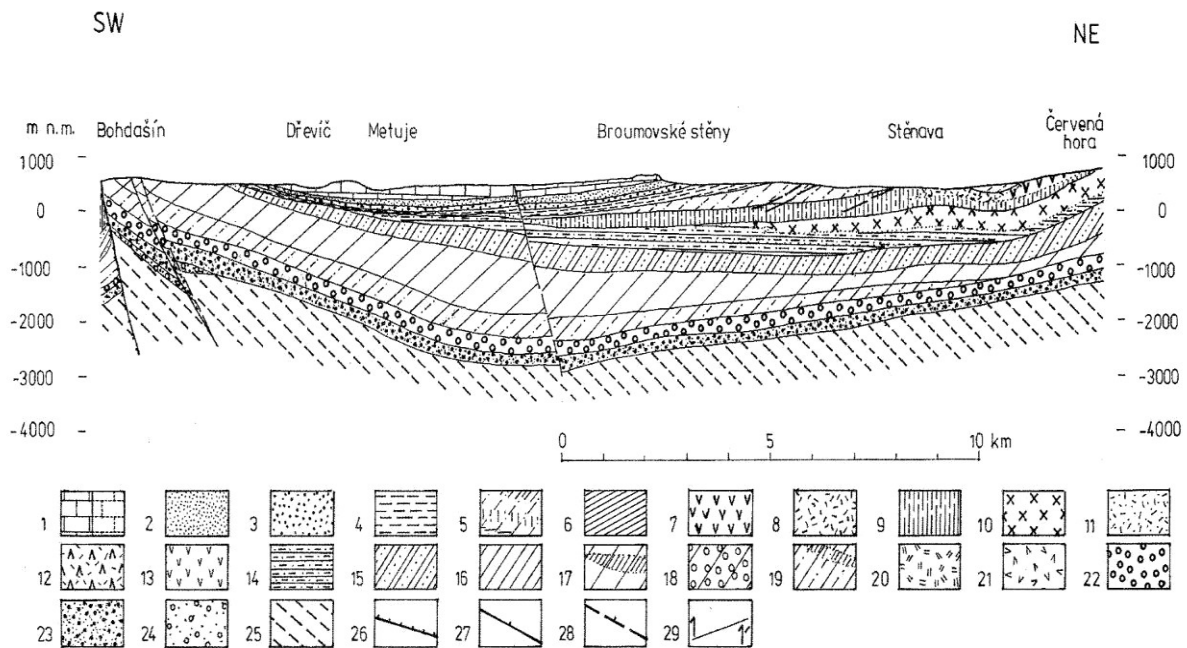 SW NE
m n.m. Bohdašín Dřevíč Metuje Broumovské stěny Stěnava Červená hora
1000 1000
0 0
-1000 -1000
-2000 -2000
-3000 -3000
-4000 -4000
0 5 10 km
1 2 3 4 5 6 7 8 9 10 11
12 13 14 15 16 17 18 19 20 21 22
23 24 25 26 27 28 29